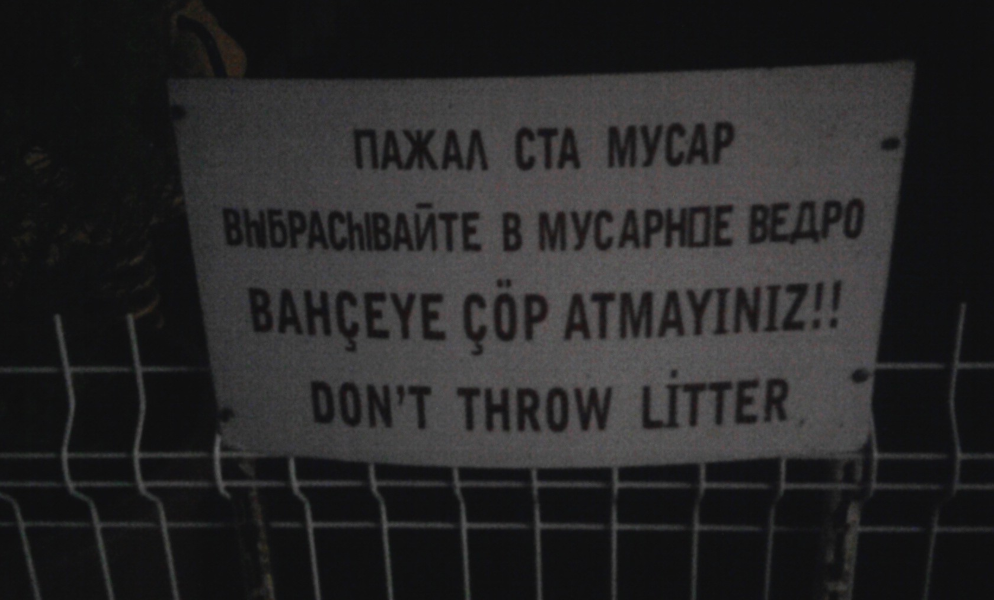 ПАЖАЛ СТА МУСАР
ВЫБРАСЫВАЙТЕ В МУСАРНОЕ ВЕДРО
BAHÇEYE ÇÖP ATMAYINIZ!!
DON'T THROW LİTTER